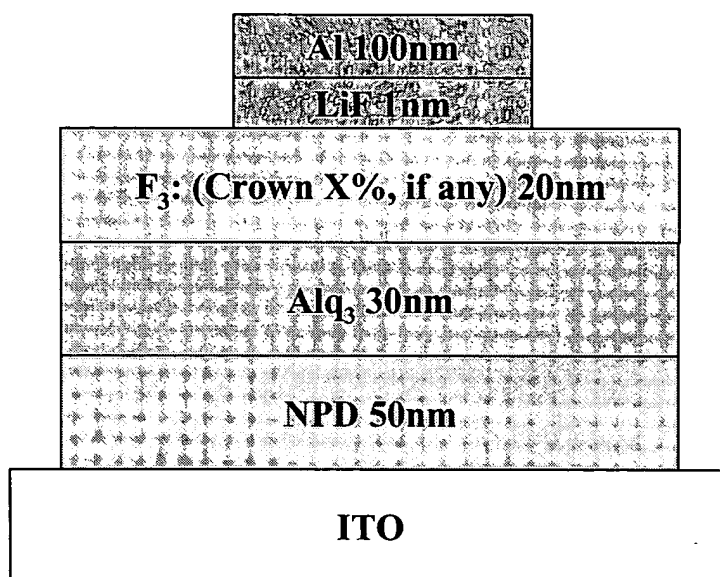 Al 100nm
LiF 1nm
F₃: (Crown X%, if any) 20nm
Alq₃ 30nm
NPD 50nm
ITO